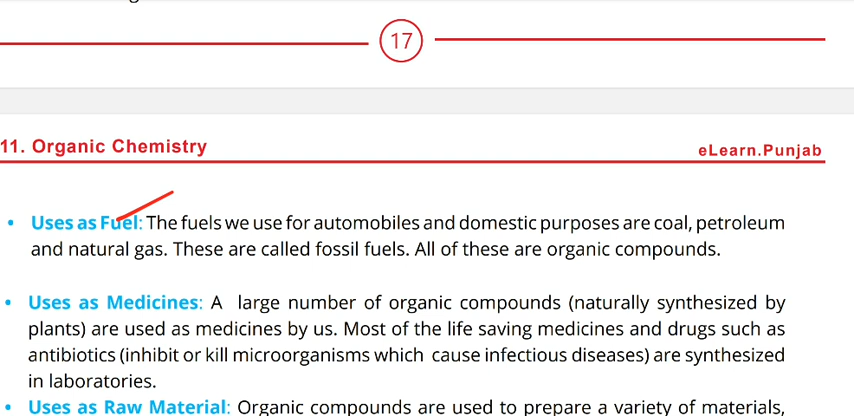 17
11. Organic Chemistry
eLearn.Punjab
• Uses as Fuel: The fuels we use for automobiles and domestic purposes are coal, petroleum
and natural gas. These are called fossil fuels. All of these are organic compounds.
• Uses as Medicines: A large number of organic compounds (naturally synthesized by
plants) are used as medicines by us. Most of the life saving medicines and drugs such as
antibiotics (inhibit or kill microorganisms which cause infectious diseases) are synthesized
in laboratories.
• Uses as Raw Material: Organic compounds are used to prepare a variety of materials,